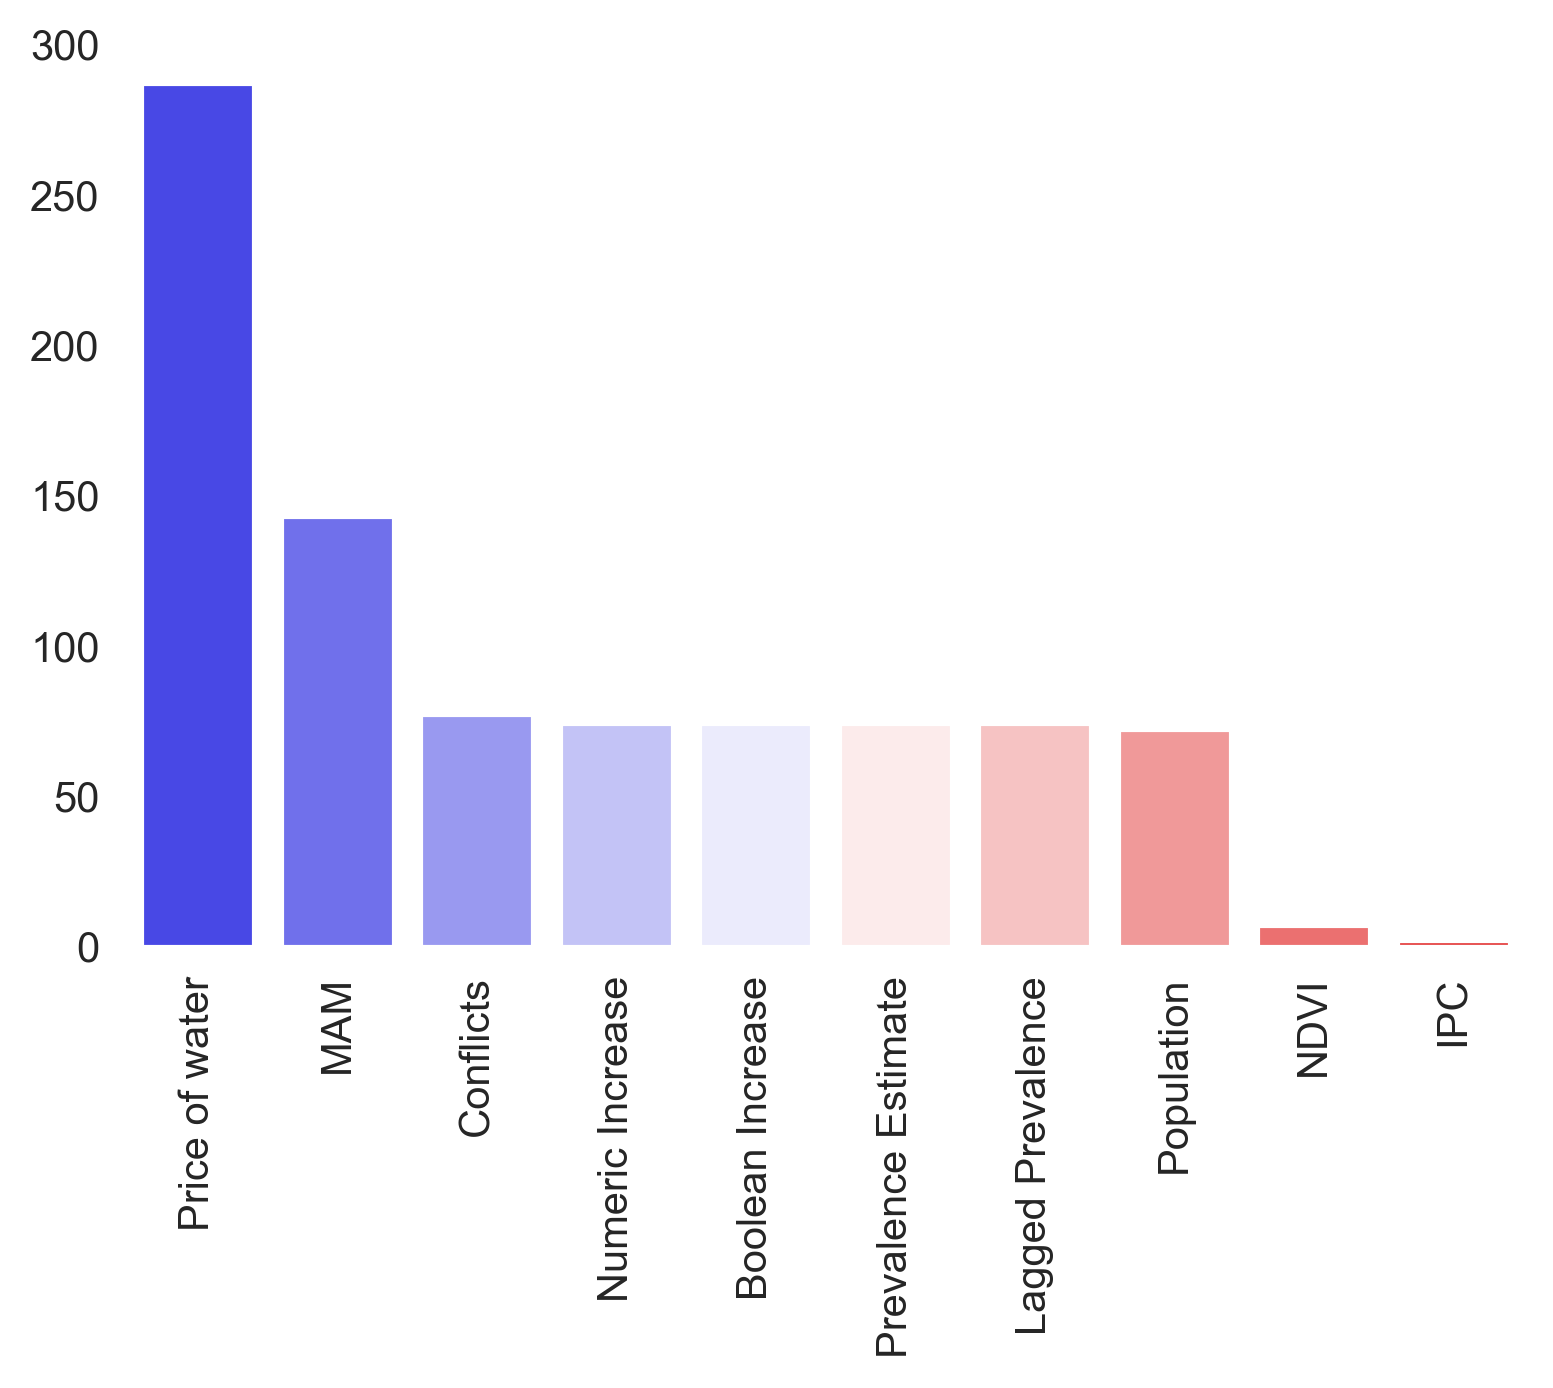 300
250
200
150
100
50
0
Price of water
MAM
Conflicts
Numeric Increase
Boolean Increase
Prevalence Estimate
Lagged Prevalence
Population
NDVI
IPC